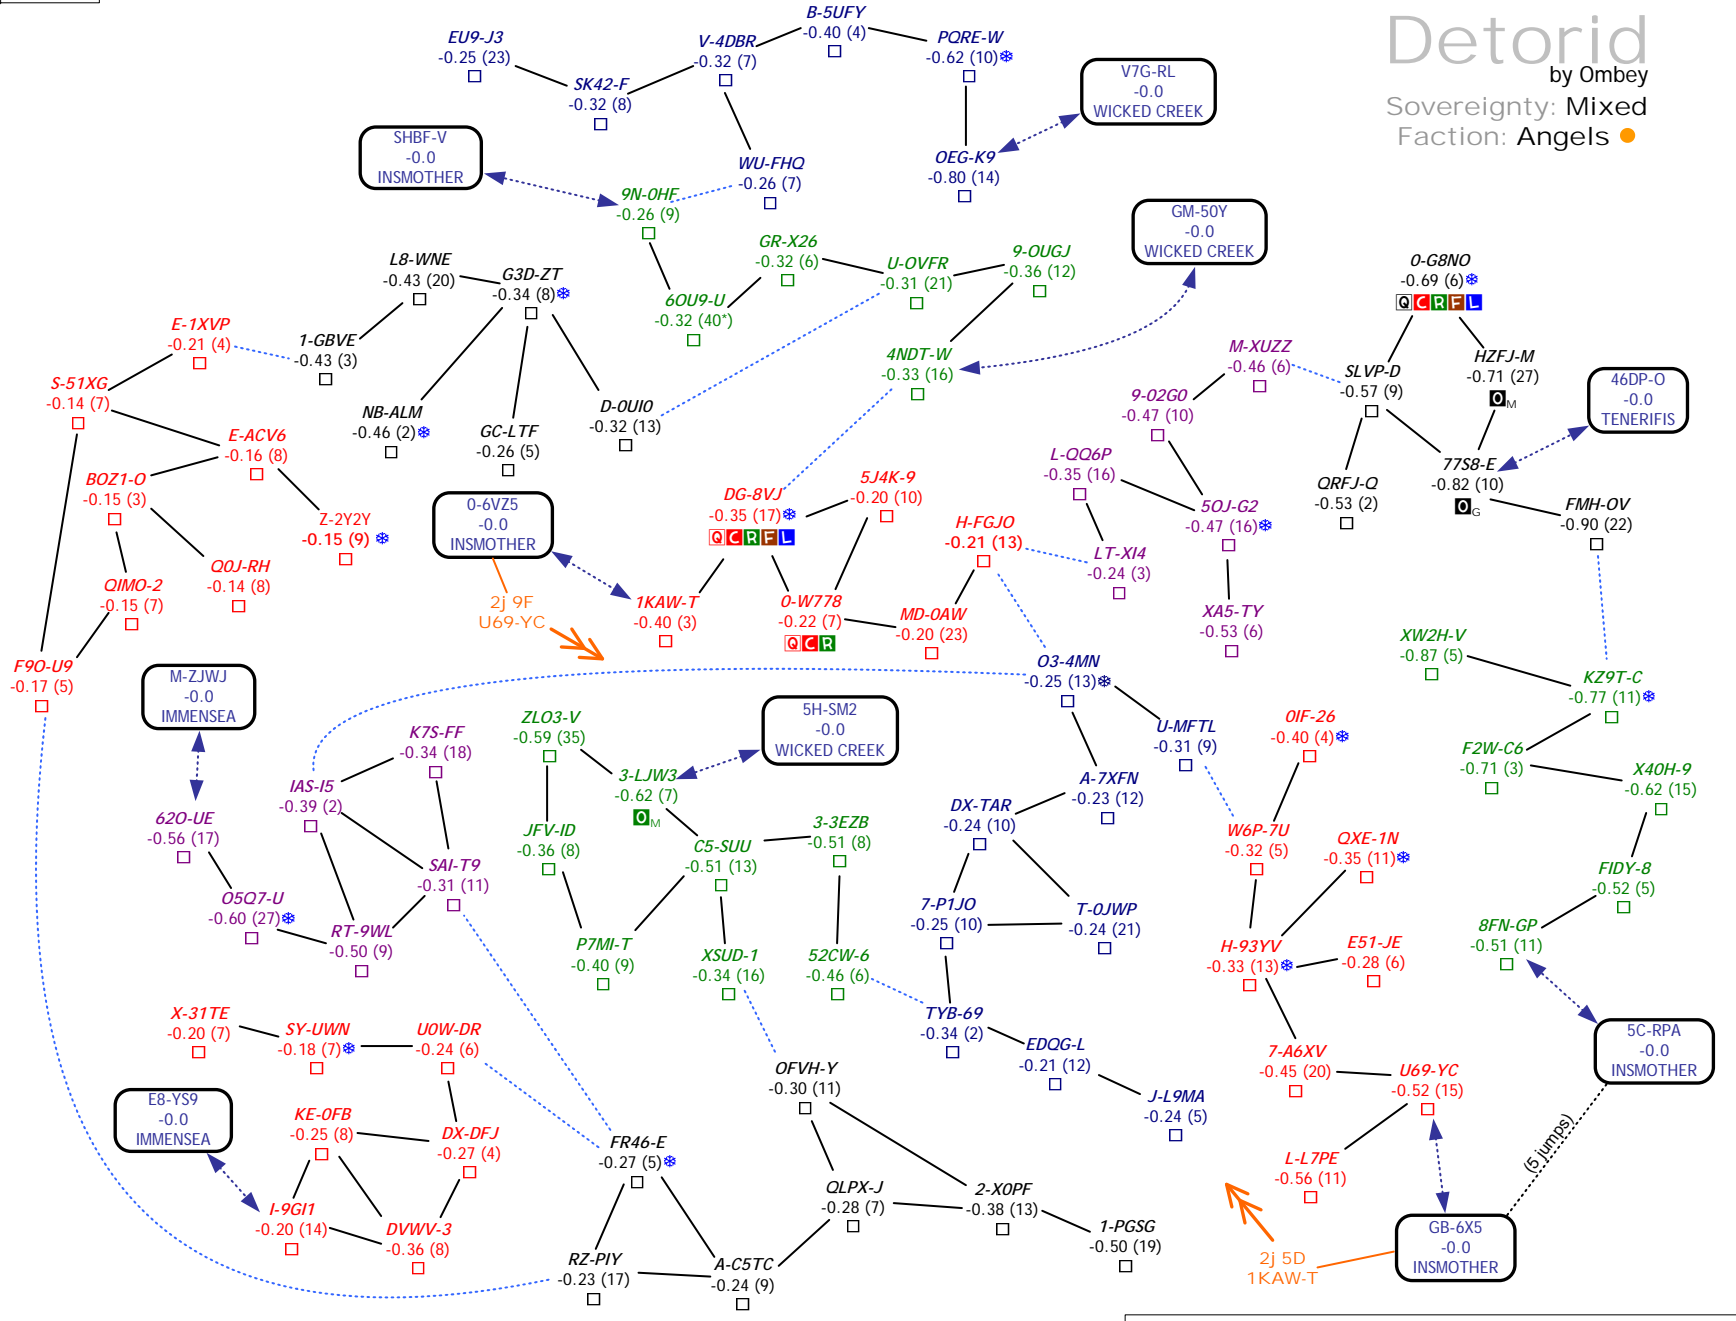 Detorid
by Ombey
Sovereignty: Mixed
Faction: Angels
B-5UFY
-0.40 (4)
EU9-J3
-0.25 (23)
V-4DBR
-0.32 (7)
PQRE-W
-0.62 (10)
SK42-F
-0.32 (8)
V7G-RL
-0.0
WICKED CREEK
SHBF-V
-0.0
INSMOTHER
WU-FHQ
-0.26 (7)
OEG-K9
-0.80 (14)
9N-0HF
-0.26 (9)
GM-50Y
-0.0
WICKED CREEK
GR-X26
-0.32 (6)
U-OVFR
-0.31 (21)
9-OUGJ
-0.36 (12)
L8-WNE
-0.43 (20)
G3D-ZT
-0.34 (8)
0-G8NO
-0.69 (6)
Q C R F L
6OU9-U
-0.32 (40*)
E-1XVP
-0.21 (4)
1-GBVE
-0.43 (3)
4NDT-W
-0.33 (16)
M-XUZZ
-0.46 (6)
SLVP-D
-0.57 (9)
HZFJ-M
-0.71 (27)
O M
S-51XG
-0.14 (7)
46DP-O
-0.0
TENERIFIS
9-02G0
-0.47 (10)
NB-ALM
-0.46 (2)
D-0UI0
-0.32 (13)
GC-LTF
-0.26 (5)
E-ACV6
-0.16 (8)
L-QQ6P
-0.35 (16)
77S8-E
-0.82 (10)
O G
BOZ1-O
-0.15 (3)
QRFJ-Q
-0.53 (2)
5J4K-9
-0.20 (10)
DG-8VJ
-0.35 (17)
Q C R F L
0-6VZ5
-0.0
INSMOTHER
5OJ-G2
-0.47 (16)
FMH-OV
-0.90 (22)
Z-2Y2Y
-0.15 (9)
H-FGJO
-0.21 (13)
LT-XI4
-0.24 (3)
Q0J-RH
-0.14 (8)
QIMO-2
-0.15 (7)
2j 9F
U69-YC
1KAW-T
-0.40 (3)
0-W778
-0.22 (7)
Q C R
MD-0AW
-0.20 (23)
XA5-TY
-0.53 (6)
XW2H-V
-0.87 (5)
F9O-U9
-0.17 (5)
M-ZJWJ
-0.0
IMMENSEA
O3-4MN
-0.25 (13)
KZ9T-C
-0.77 (11)
5H-SM2
-0.0
WICKED CREEK
ZLO3-V
-0.59 (35)
K7S-FF
-0.34 (18)
U-MFTL
-0.31 (9)
0IF-26
-0.40 (4)
F2W-C6
-0.71 (3)
X40H-9
-0.62 (15)
3-LJW3
-0.62 (7)
O M
IAS-I5
-0.39 (2)
A-7XFN
-0.23 (12)
DX-TAR
-0.24 (10)
62O-UE
-0.56 (17)
JFV-ID
-0.36 (8)
3-3EZB
-0.51 (8)
W6P-7U
-0.32 (5)
QXE-1N
-0.35 (11)
C5-SUU
-0.51 (13)
SAI-T9
-0.31 (11)
FIDY-8
-0.52 (5)
O5Q7-U
-0.60 (27)
7-P1JO
-0.25 (10)
T-0JWP
-0.24 (21)
8FN-GP
-0.51 (11)
RT-9WL
-0.50 (9)
P7MI-T
-0.40 (9)
XSUD-1
-0.34 (16)
52CW-6
-0.46 (6)
H-93YV
-0.33 (13)
E51-JE
-0.28 (6)
X-31TE
-0.20 (7)
SY-UWN
-0.18 (7)
U0W-DR
-0.24 (6)
TYB-69
-0.34 (2)
5C-RPA
-0.0
INSMOTHER
EDQG-L
-0.21 (12)
7-A6XV
-0.45 (20)
U69-YC
-0.52 (15)
OFVH-Y
-0.30 (11)
J-L9MA
-0.24 (5)
E8-YS9
-0.0
IMMENSEA
KE-0FB
-0.25 (8)
DX-DFJ
-0.27 (4)
FR46-E
-0.27 (5)
(5 jumps)
L-L7PE
-0.56 (11)
QLPX-J
-0.28 (7)
2-X0PF
-0.38 (13)
I-9GI1
-0.20 (14)
DVWV-3
-0.36 (8)
1-PGSG
-0.50 (19)
GB-6X5
-0.0
INSMOTHER
RZ-PIY
-0.23 (17)
A-C5TC
-0.24 (9)
2j 5D
1KAW-T